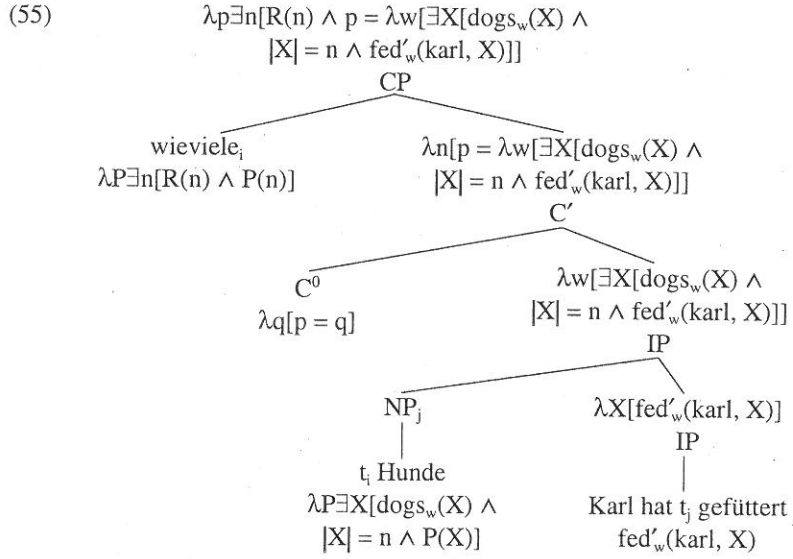 (55) λp∃n[R(n) ∧ p = λw[∃X[dogs_w(X) ∧
|X| = n ∧ fed′_w(karl, X)]]
CP
wieviele_i λn[p = λw[∃X[dogs_w(X) ∧
λP∃n[R(n) ∧ P(n)] |X| = n ∧ fed′_w(karl, X)]]
C′
C⁰ λw[∃X[dogs_w(X) ∧
λq[p = q] |X| = n ∧ fed′_w(karl, X)]]
IP
NP_j λX[fed′_w(karl, X)]
IP
t_i Hunde
λP∃X[dogs_w(X) ∧ Karl hat t_j gefüttert
|X| = n ∧ P(X)] fed′_w(karl, X)